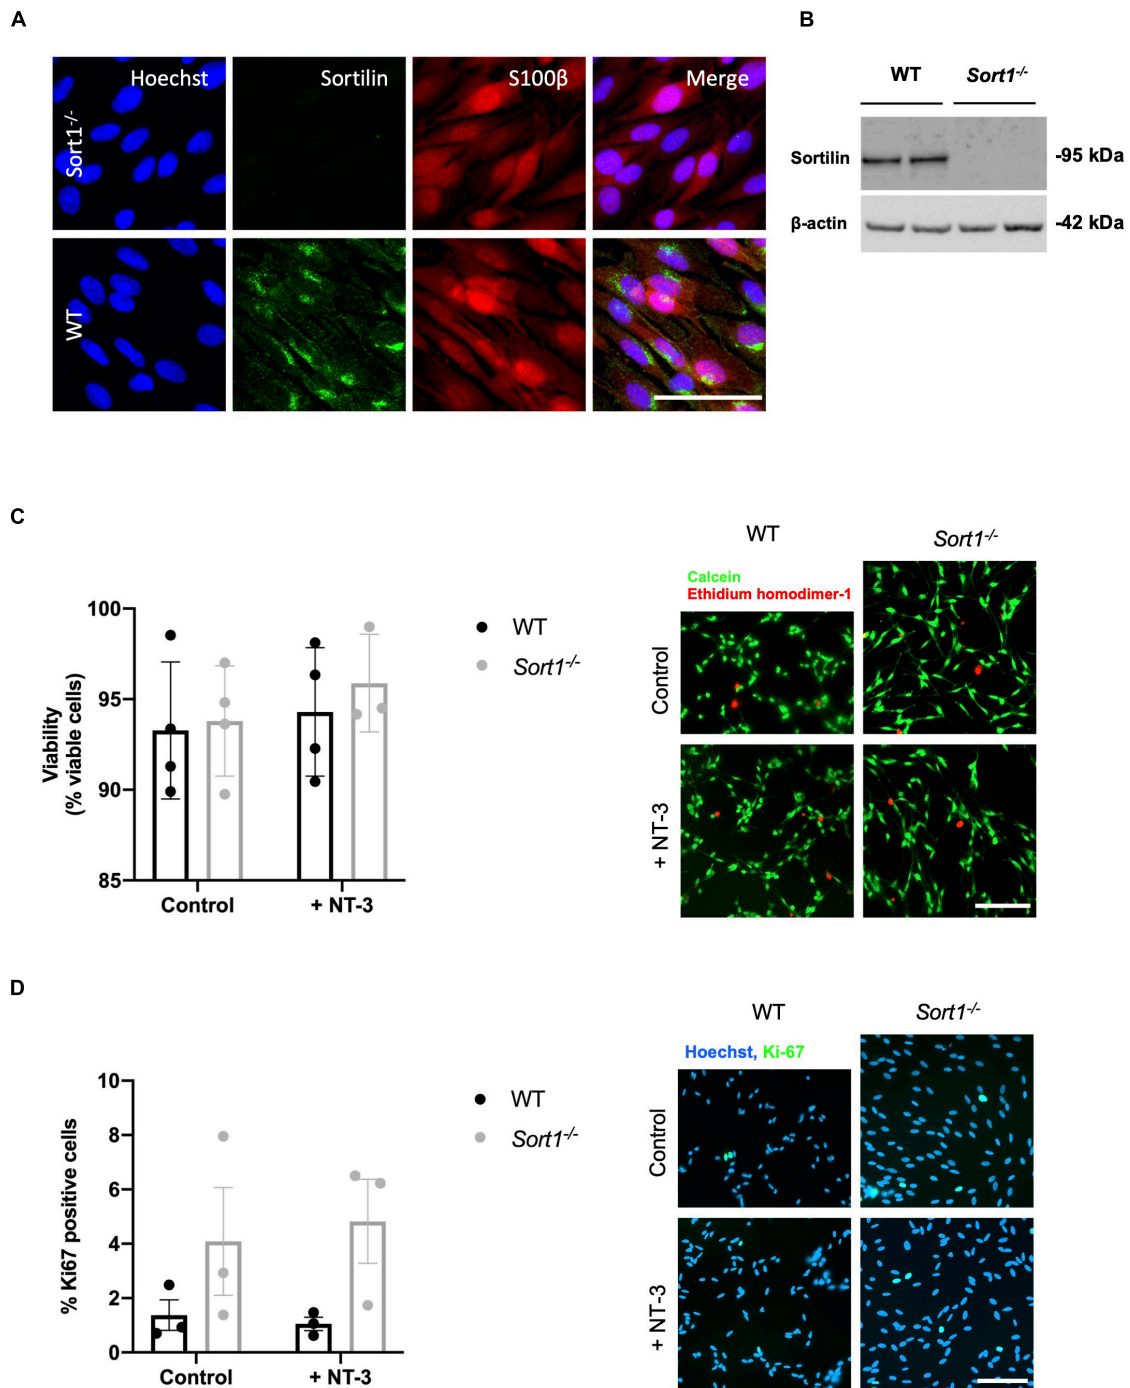 A
Hoechst
Sortilin
S100β
Merge
Sort1-/-
WT
B
WT
Sort1-/-
Sortilin
-95 kDa
β-actin
-42 kDa
C
100
95
90
85
Viability
(% viable cells)
Control
+ NT-3
WT
Sort1-/-
WT
Sort1-/-
Calcein
Ethidium homodimer-1
Control
+ NT-3
D
10
8
6
4
2
0
% Ki67 positive cells
Control
+ NT-3
WT
Sort1-/-
WT
Sort1-/-
Hoechst, Ki-67
Control
+ NT-3